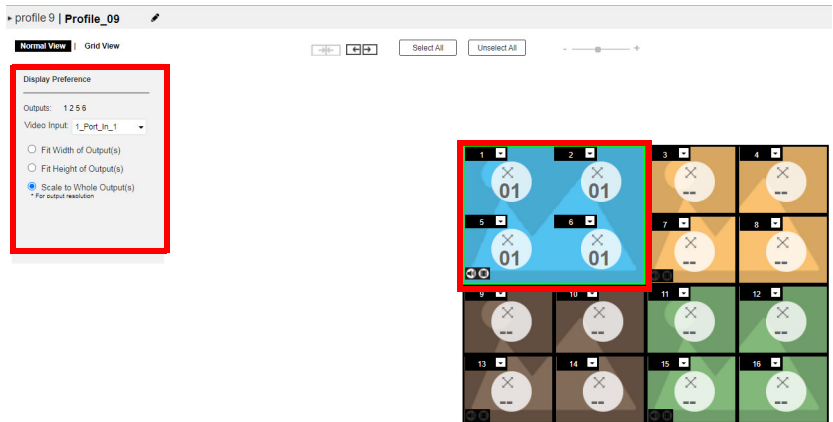 ▸ profile 9 | Profile_09
Normal View | Grid View
Select All
Unselect All
- +
Display Preference
Outputs: 1 2 5 6
Video Input: 1_Port_In_1
Fit Width of Output(s)
Fit Height of Output(s)
Scale to Whole Output(s)
* For output resolution
1 2 3 4
01 01 -- --
5 6 7 8
01 01 -- --
9 10 11 12
-- -- -- --
13 14 15 16
-- -- -- --